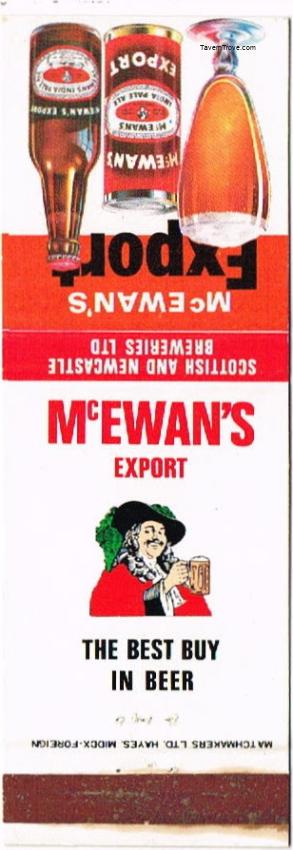 TavernTrove.com
McEWAN'S EXPORT
McEWAN'S
INDIA PALE ALE
EXPORT
McEWAN'S
Export
SCOTTISH AND NEWCASTLE
BREWERIES LTD
McEWAN'S
EXPORT
THE BEST BUY
IN BEER
MATCHMAKERS LTD. HAYES, MIDDX-FOREIGN